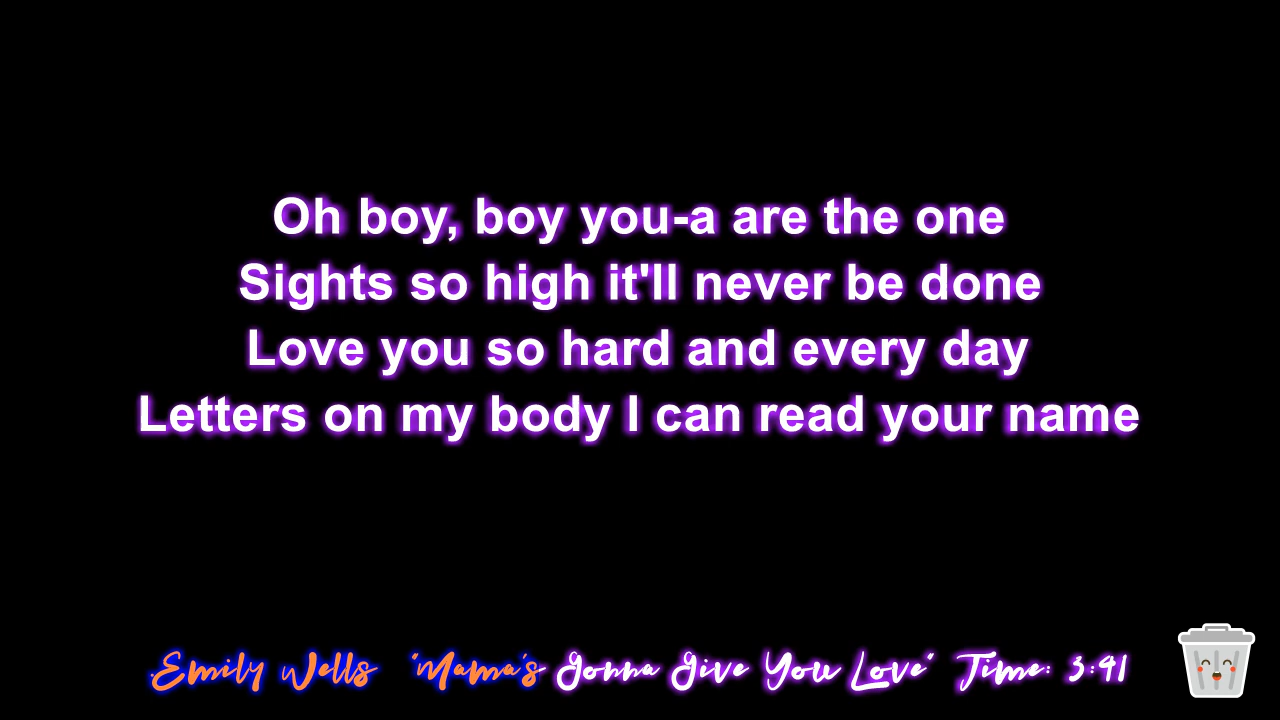 Oh boy, boy you-a are the one
Sights so high it'll never be done
Love you so hard and every day
Letters on my body I can read your name
Emily Wells "Mama's Gonna Give You Love" Time: 3:41